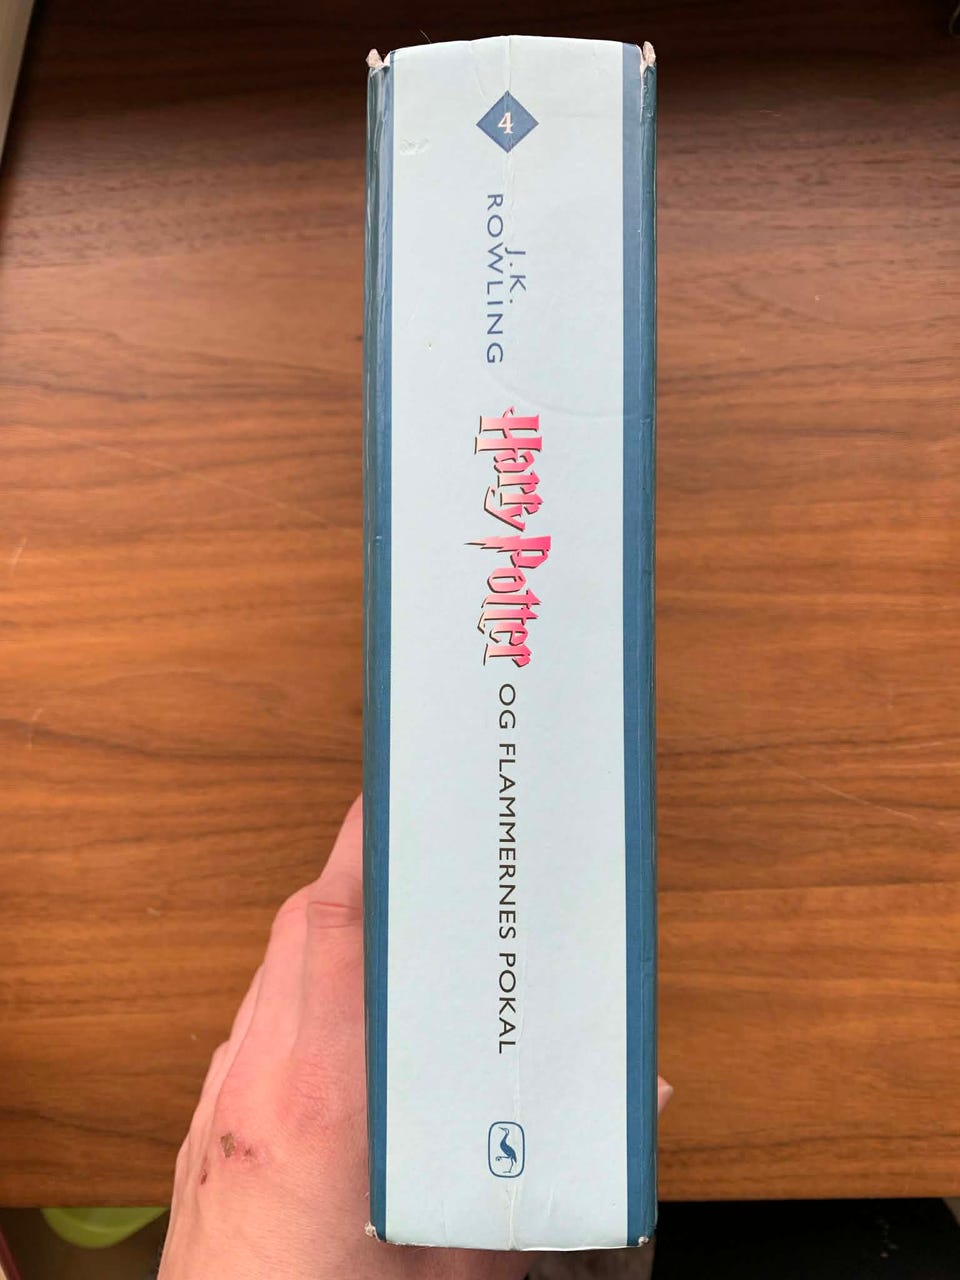 4
J.K.
ROWLING
Harry Potter
OG FLAMMERNES POKAL